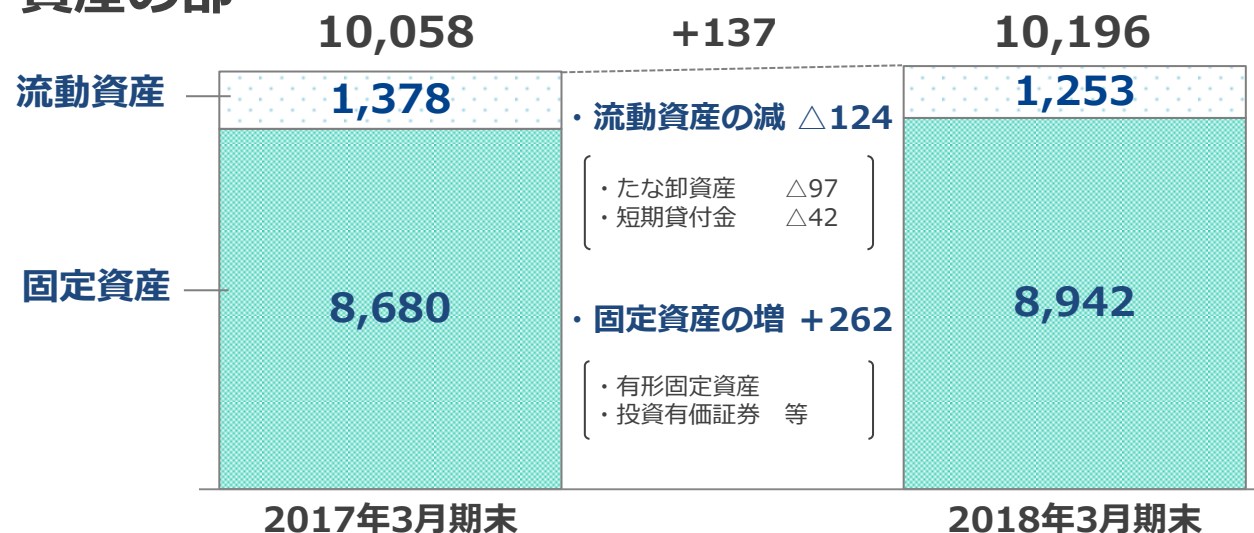 資産の部
10,058 +137 10,196
流動資産 1,378 1,253
・流動資産の減 △124
・たな卸資産 △97
・短期貸付金 △42
固定資産 8,680 8,942
・固定資産の増 +262
・有形固定資産
・投資有価証券 等
2017年3月期末 2018年3月期末